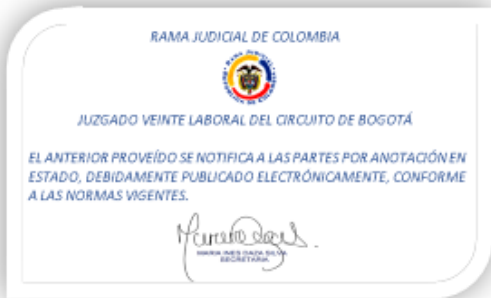 RAMA JUDICIAL DE COLOMBIA
JUZGADO VEINTE LABORAL DEL CIRCUITO DE BOGOTÁ
EL ANTERIOR PROVEÍDO SE NOTIFICA A LAS PARTES POR ANOTACIÓN EN
ESTADO, DEBIDAMENTE PUBLICADO ELECTRÓNICAMENTE, CONFORME
A LAS NORMAS VIGENTES.
MARIA INES DAZA SILVA
SECRETARIA